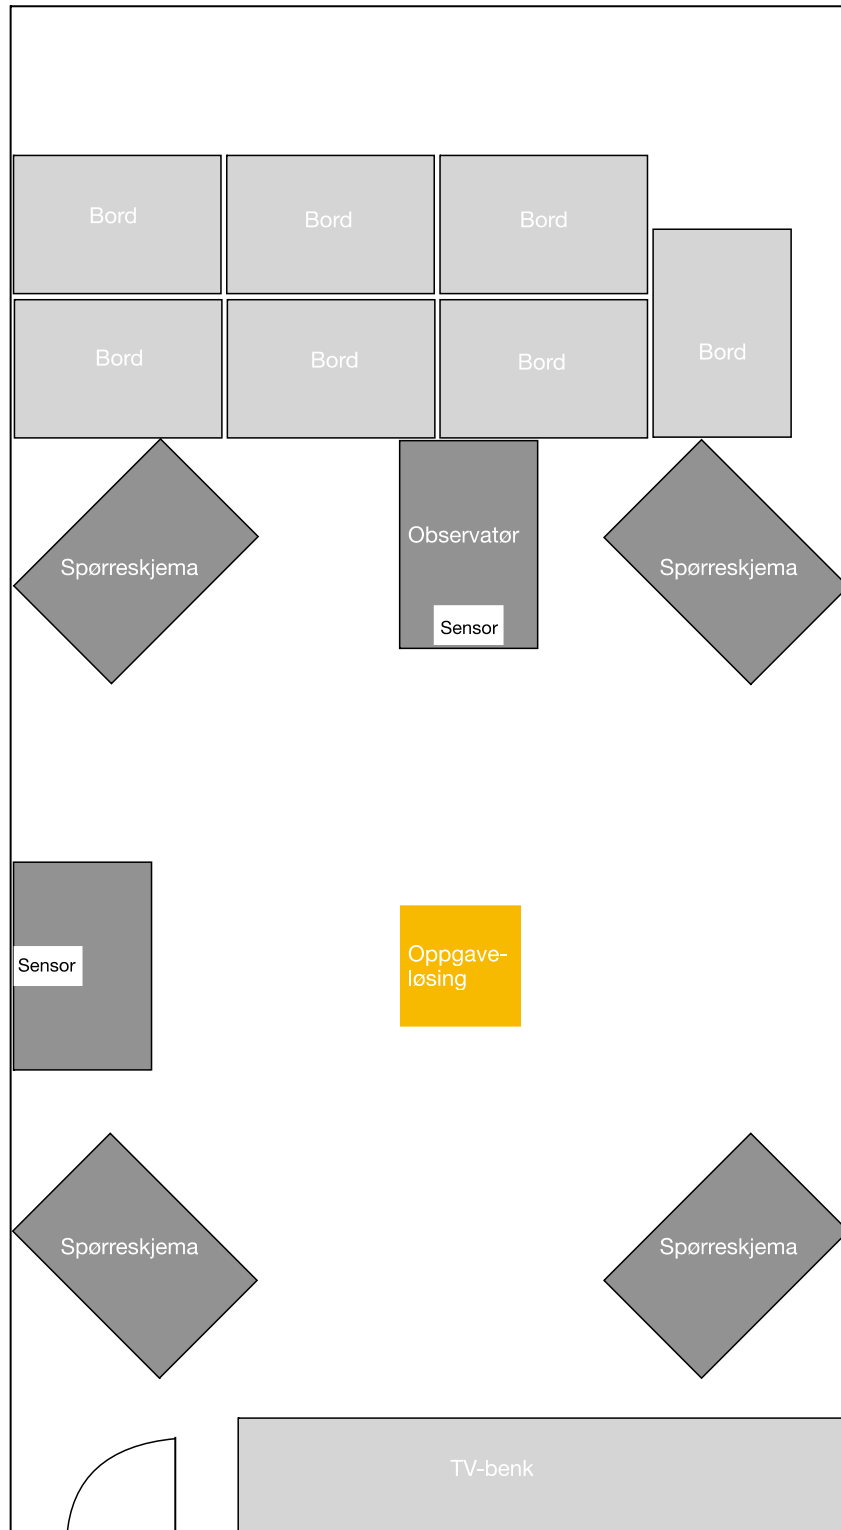 Bord
Bord
Bord
Bord
Bord
Bord
Bord
Spørreskjema
Observatør
Sensor
Spørreskjema
Sensor
Oppgave-
løsing
Spørreskjema
Spørreskjema
TV-benk